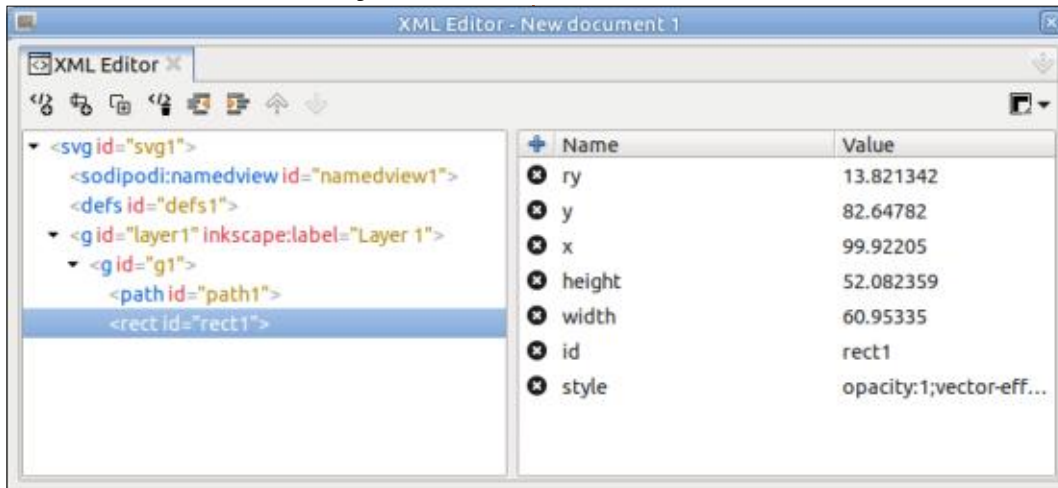 XML Editor - New document 1
XML Editor
<svg id="svg1">
<sodipodi:namedview id="namedview1">
<defs id="defs1">
<g id="layer1" inkscape:label="Layer 1">
<g id="g1">
<path id="path1">
<rect id="rect1">
Name Value
ry 13.821342
y 82.64782
x 99.92205
height 52.082359
width 60.95335
id rect1
style opacity:1;vector-eff...